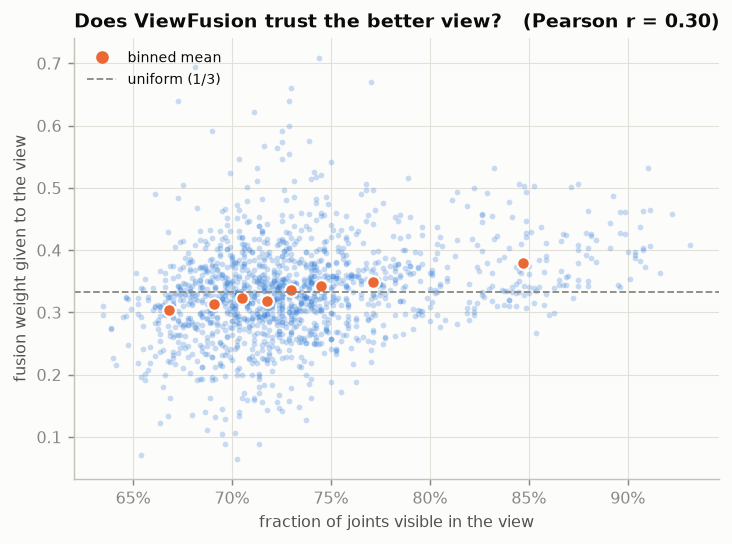 Does ViewFusion trust the better view?   (Pearson r = 0.30)
binned mean
uniform (1/3)
0.7
0.6
0.5
0.4
0.3
0.2
0.1
fusion weight given to the view
65%
70%
75%
80%
85%
90%
fraction of joints visible in the view